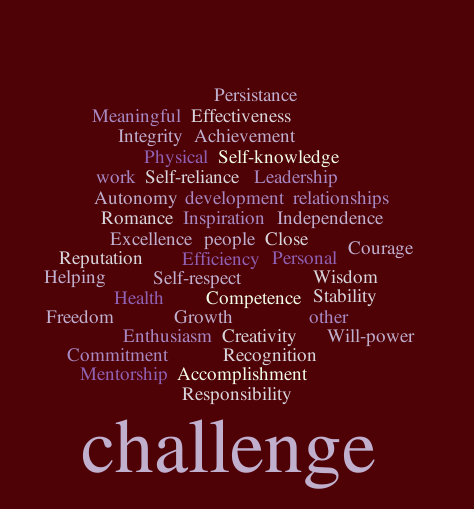 Persistance
Meaningful Effectiveness
Integrity Achievement
Physical Self-knowledge
work Self-reliance Leadership
Autonomy development relationships
Romance Inspiration Independence
Excellence people Close Courage
Reputation Efficiency Personal
Helping Self-respect Wisdom
Health Competence Stability
Freedom Growth other
Enthusiasm Creativity Will-power
Commitment Recognition
Mentorship Accomplishment
Responsibility
challenge